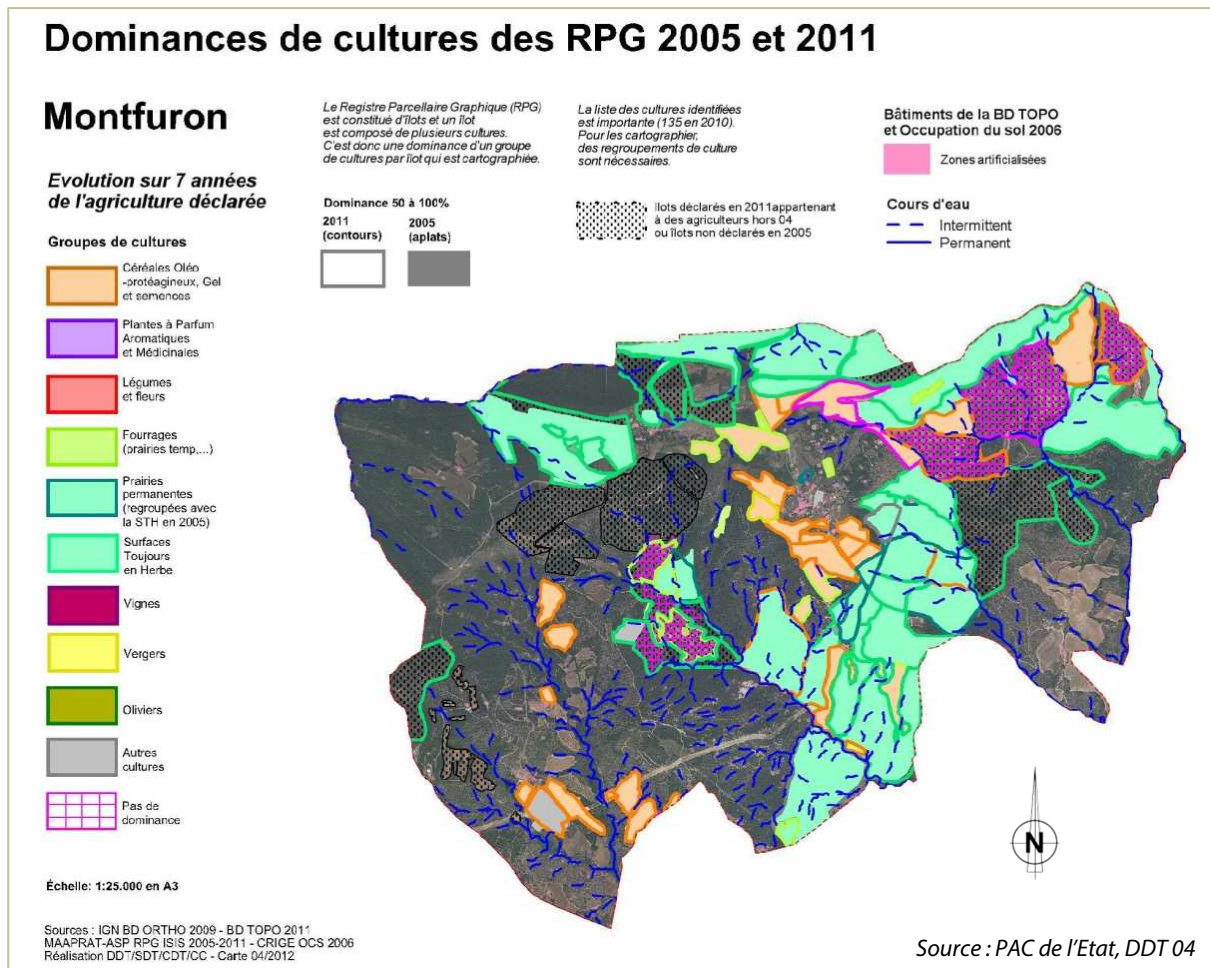 Dominances de cultures des RPG 2005 et 2011
Montfuron
Evolution sur 7 années
de l'agriculture déclarée
Groupes de cultures
Céréales Oléo
-protéagineux, Gel
et semences
Plantes à Parfum
Aromatiques
et Médicinales
Légumes
et fleurs
Fourrages
(prairies temp,...)
Prairies
permanentes
(regroupées avec
la STH en 2005)
Surfaces
Toujours
en Herbe
Vignes
Vergers
Oliviers
Autres
cultures
Pas de
dominance
Échelle: 1:25.000 en A3
Sources : IGN BD ORTHO 2009 - BD TOPO 2011
MAAPRAT-ASP RPG ISIS 2005-2011 - CRIGE OCS 2006
Réalisation DDT/SDT/CDT/CC - Carte 04/2012
Le Registre Parcellaire Graphique (RPG)
est constitué d'îlots et un îlot
est composé de plusieurs cultures.
C'est donc une dominance d'un groupe
de cultures par îlot qui est cartographiée.
Dominance 50 à 100%
2011 2005
(contours) (aplats)
La liste des cultures identifiées
est importante (135 en 2010).
Pour les cartographier,
des regroupements de culture
sont nécessaires.
Ilots déclarés en 2011appartenant
à des agriculteurs hors 04
ou îlots non déclarés en 2005
Bâtiments de la BD TOPO
et Occupation du sol 2006
Zones artificialisées
Cours d'eau
Intermittent
Permanent
N
Source : PAC de l'Etat, DDT 04